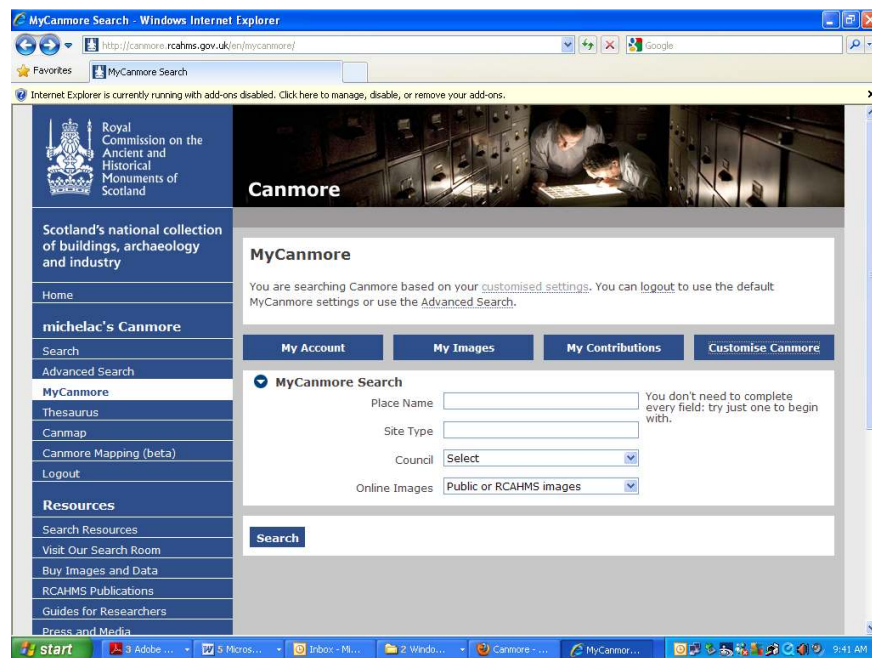 MyCanmore Search - Windows Internet Explorer
http://canmore.rcahms.gov.uk/en/mycanmore/
Google
Favorites
MyCanmore Search
Internet Explorer is currently running with add-ons disabled. Click here to manage, disable, or remove your add-ons.
Royal
Commission on the
Ancient and
Historical
Monuments of
Scotland
Canmore
Scotland's national collection
of buildings, archaeology
and industry
Home
michelac's Canmore
Search
Advanced Search
MyCanmore
Thesaurus
Canmap
Canmore Mapping (beta)
Logout
Resources
Search Resources
Visit Our Search Room
Buy Images and Data
RCAHMS Publications
Guides for Researchers
Press and Media
MyCanmore
You are searching Canmore based on your customised settings. You can logout to use the default
MyCanmore settings or use the Advanced Search.
My Account
My Images
My Contributions
Customise Canmore
MyCanmore Search
Place Name
You don't need to complete
every field: try just one to begin
with.
Site Type
Council
Select
Online Images
Public or RCAHMS images
Search
start
3 Adobe ...
5 Micros...
Inbox - Mi...
2 Windo...
Canmore - ...
MyCanmor...
9:41 AM